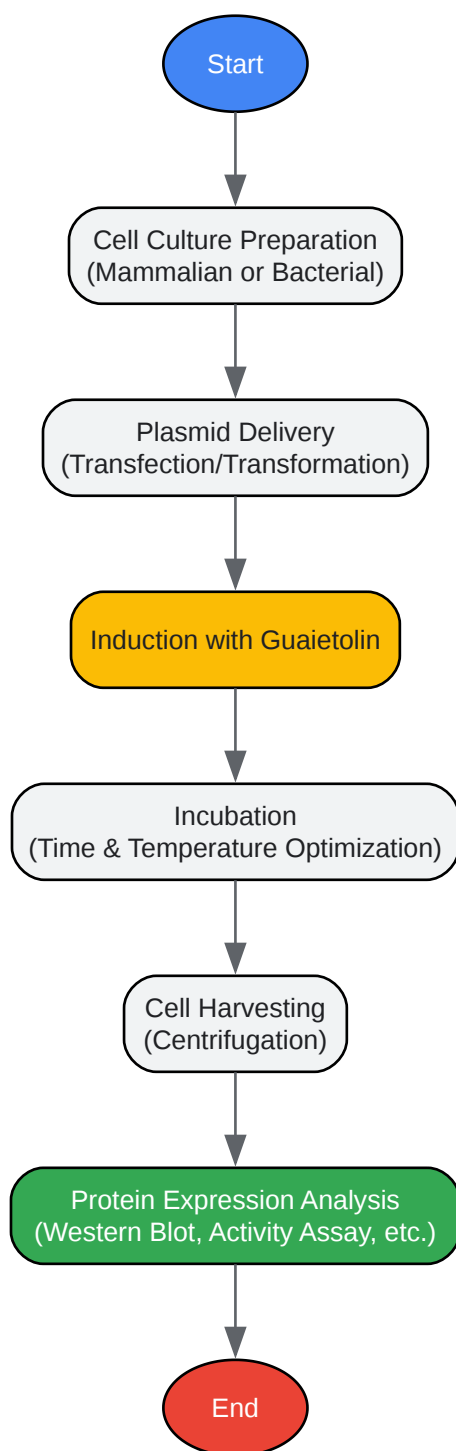 Start
Cell Culture Preparation
(Mammalian or Bacterial)
Plasmid Delivery
(Transfection/Transformation)
Induction with Guaietolin
Incubation
(Time & Temperature Optimization)
Cell Harvesting
(Centrifugation)
Protein Expression Analysis
(Western Blot, Activity Assay, etc.)
End